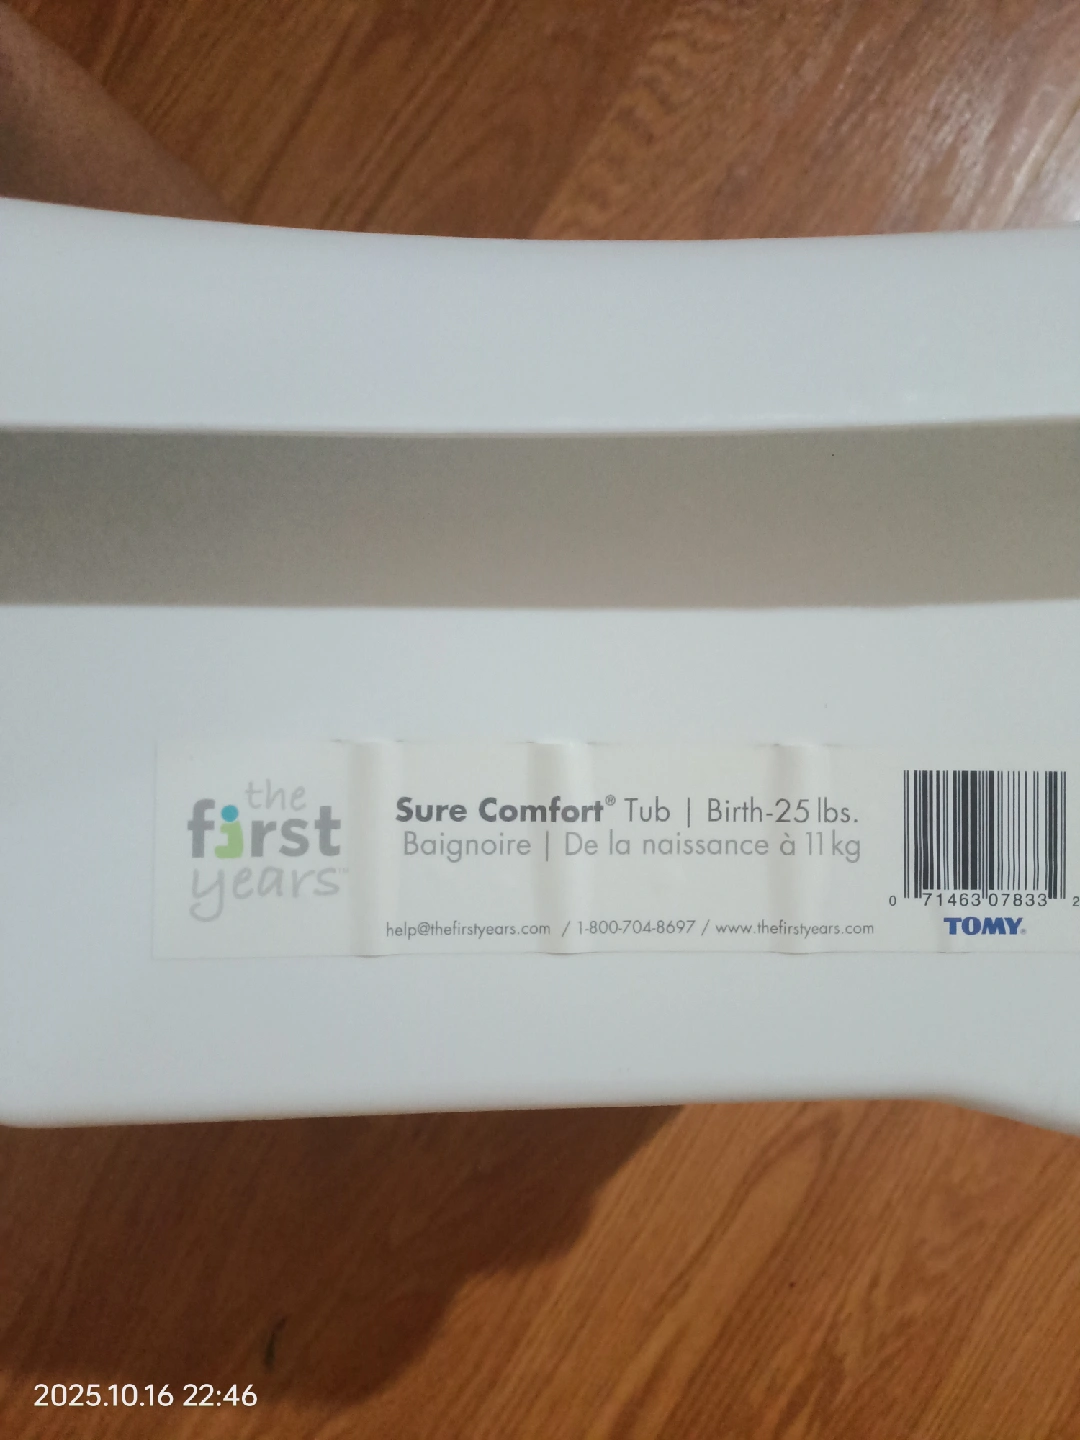 the
first
years™
Sure Comfort® Tub | Birth-25 lbs.
Baignoire | De la naissance à 11 kg
help@thefirstyears.com / 1-800-704-8697 / www.thefirstyears.com
0 71463 07833 2
TOMY®
2025.10.16 22:46